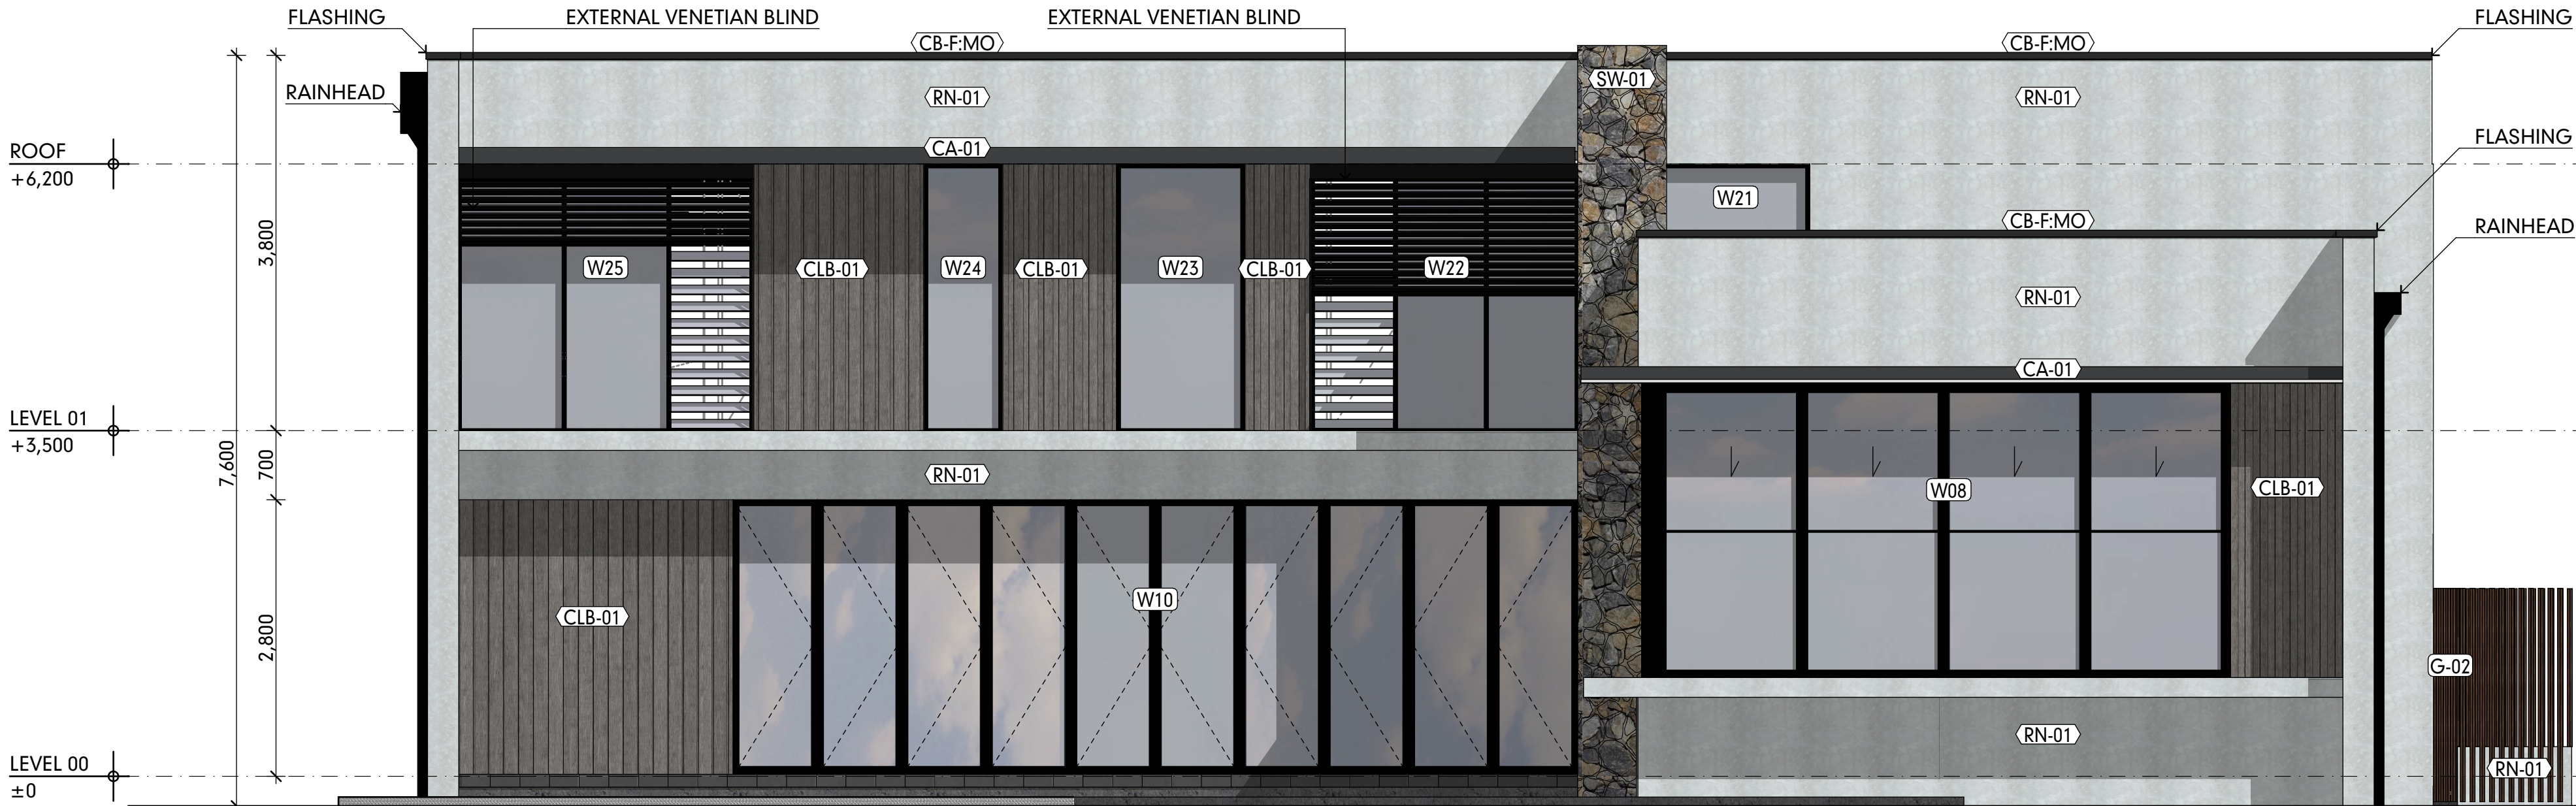 FLASHING
EXTERNAL VENETIAN BLIND
EXTERNAL VENETIAN BLIND
FLASHING
CB-F:MO
CB-F:MO
SW-01
RAINHEAD
RN-01
RN-01
FLASHING
ROOF
+6,200
CA-01
W21
CB-F:MO
RAINHEAD
3,800
W25
CLB-01
W24
CLB-01
W23
CLB-01
W22
RN-01
CA-01
LEVEL 01
+3,500
7,600
700
RN-01
W08
CLB-01
CLB-01
W10
2,800
G-02
RN-01
LEVEL 00
±0
RN-01